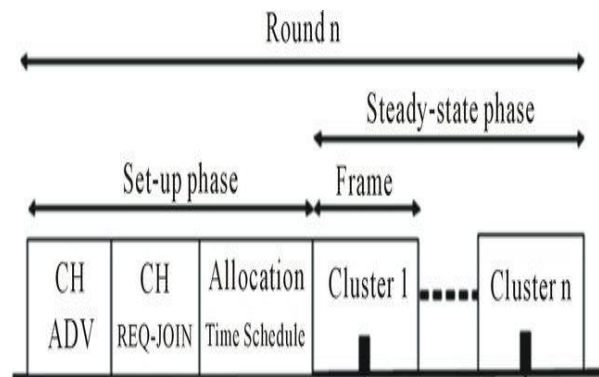 Round n
Steady-state phase
Set-up phase
Frame
CH
ADV
CH
REQ-JOIN
Allocation
Time Schedule
Cluster 1
Cluster n